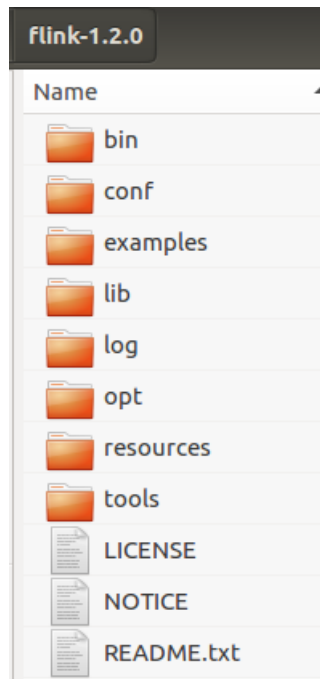 flink-1.2.0
Name
bin
conf
examples
lib
log
opt
resources
tools
LICENSE
NOTICE
README.txt